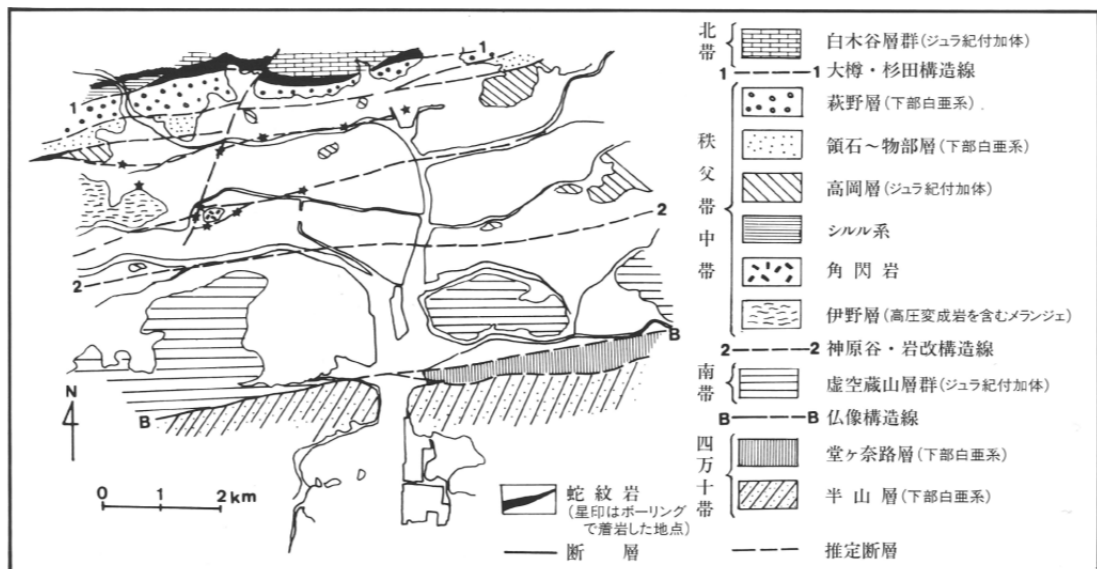 1
1
2
2
B
B
N
0 1 2 km
蛇紋岩
(星印はボーリング
で着岩した地点)
断層
北帯
白木谷層群(ジュラ紀付加体)
1 1 大樽・杉田構造線
秩父帯中帯
萩野層(下部白亜系)
領石~物部層(下部白亜系)
高岡層(ジュラ紀付加体)
シルル系
角閃岩
伊野層(高圧変成岩を含むメランジェ)
2 2 神原谷・岩改構造線
南帯
虚空蔵山層群(ジュラ紀付加体)
B B 仏像構造線
四万十帯
堂ヶ奈路層(下部白亜系)
半山層(下部白亜系)
推定断層